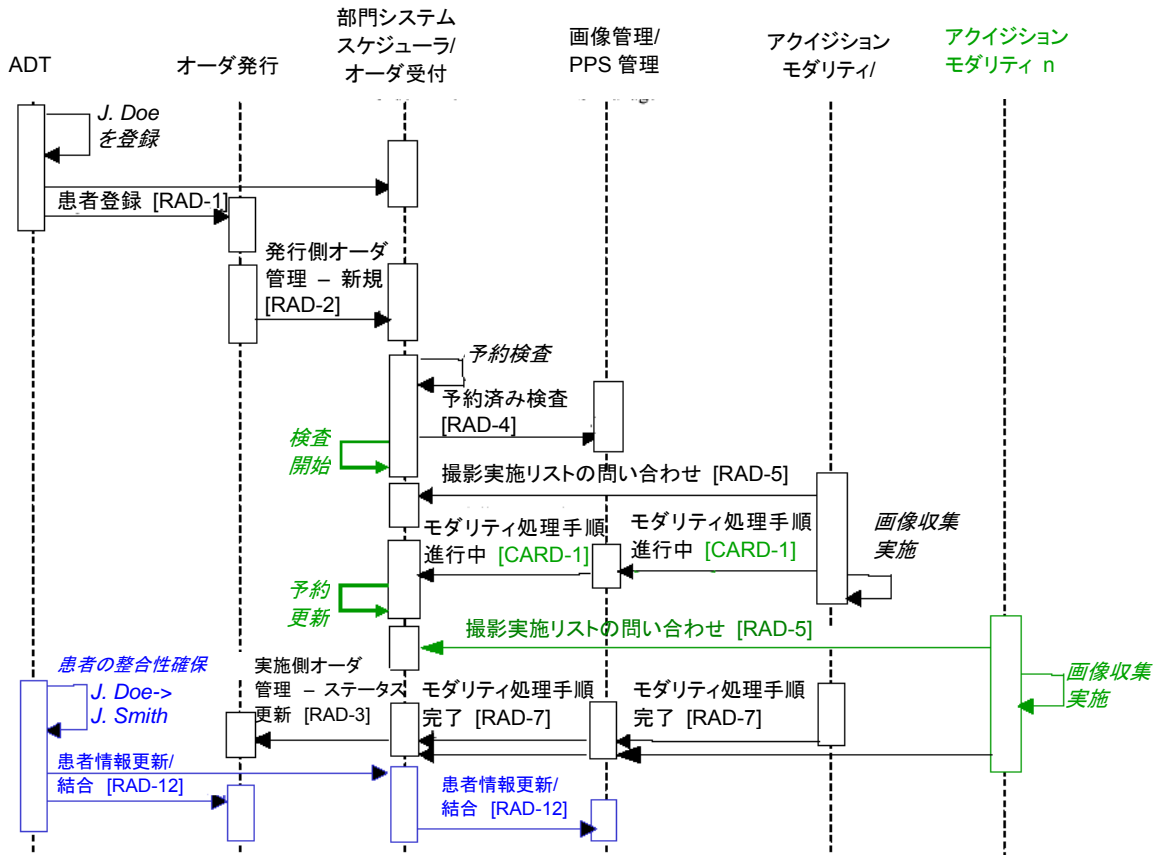 ADT
オーダ発行
部門システム
スケジューラ/
オーダ受付
画像管理/
PPS 管理
アクイジション
モダリティ/
アクイジション
モダリティ n
J. Doe
を登録
患者登録 [RAD-1]
発行側オーダ
管理 – 新規
[RAD-2]
予約検査
予約済み検査
[RAD-4]
検査
開始
撮影実施リストの問い合わせ [RAD-5]
モダリティ処理手順
進行中 [CARD-1]
モダリティ処理手順
進行中 [CARD-1]
画像収集
実施
予約
更新
撮影実施リストの問い合わせ [RAD-5]
患者の整合性確保
J. Doe->
J. Smith
実施側オーダ
管理 – ステータス
更新 [RAD-3]
モダリティ処理手順
完了 [RAD-7]
モダリティ処理手順
完了 [RAD-7]
画像収集
実施
患者情報更新/
結合 [RAD-12]
患者情報更新/
結合 [RAD-12]